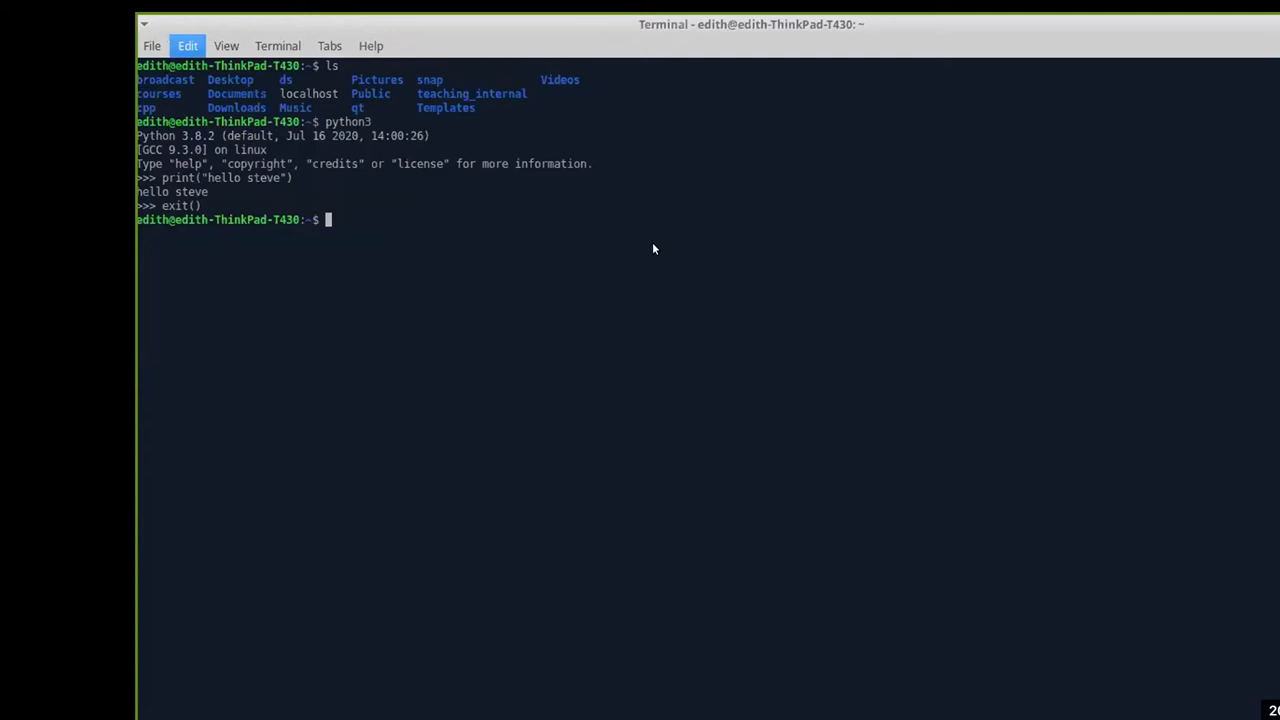 Terminal - edith@edith-ThinkPad-T430: ~
File Edit View Terminal Tabs Help
edith@edith-ThinkPad-T430:~$ ls
broadcast Desktop ds Pictures snap Videos
courses Documents localhost Public teaching_internal
cpp Downloads Music qt Templates
edith@edith-ThinkPad-T430:~$ python3
Python 3.8.2 (default, Jul 16 2020, 14:00:26)
[GCC 9.3.0] on linux
Type "help", "copyright", "credits" or "license" for more information.
>>> print("hello steve")
hello steve
>>> exit()
edith@edith-ThinkPad-T430:~$